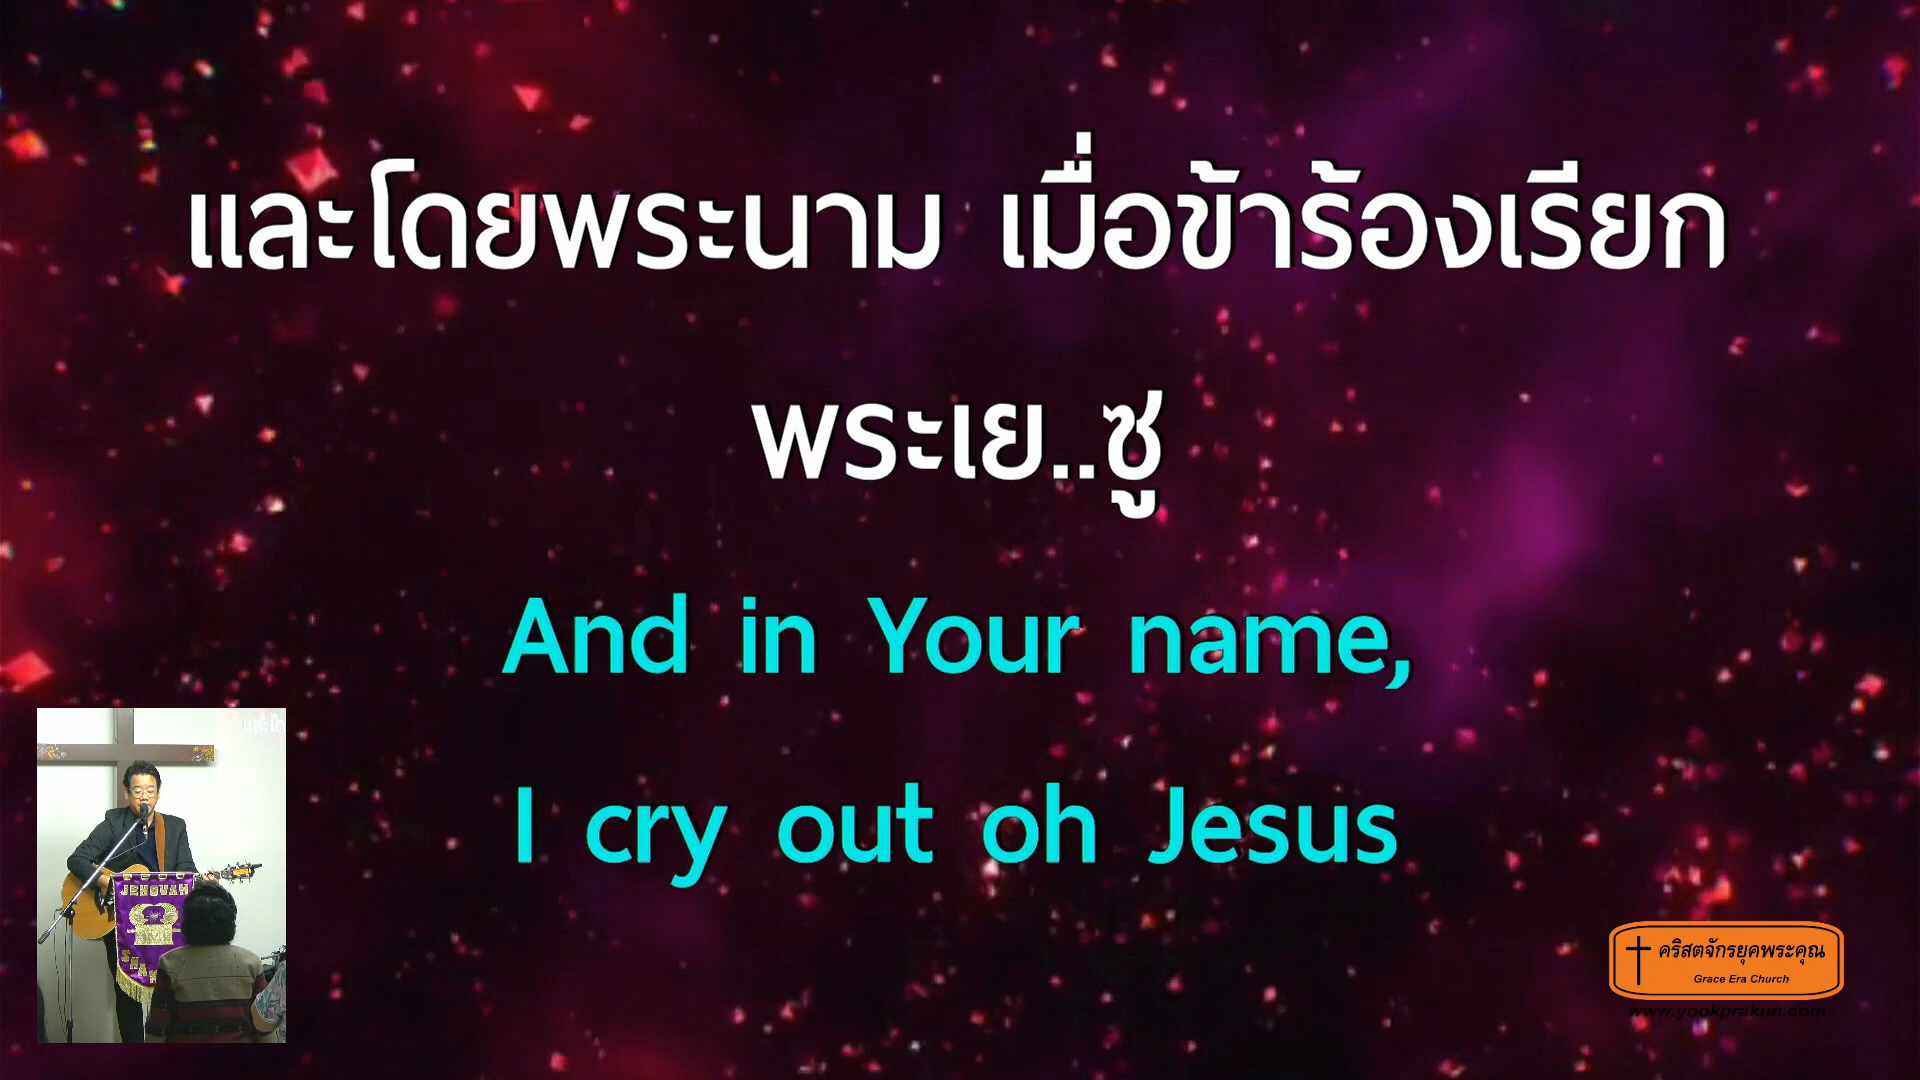 และโดยพระนาม เมื่อข้าร้องเรียก
พระเย..ซู
And in Your name,
I cry out oh Jesus
JEHOVAH
คริสตจักรยุคพระคุณ
Grace Era Church
www.yookprakun.com